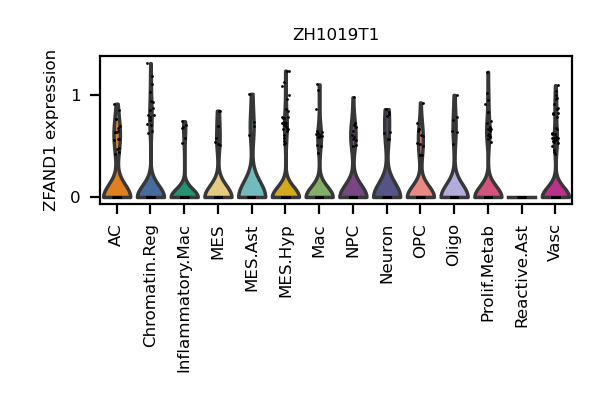 ZH1019T1
ZFAND1 expression
1
0
AC
Chromatin.Reg
Inflammatory.Mac
MES
MES.Ast
MES.Hyp
Mac
NPC
Neuron
OPC
Oligo
Prolif.Metab
Reactive.Ast
Vasc